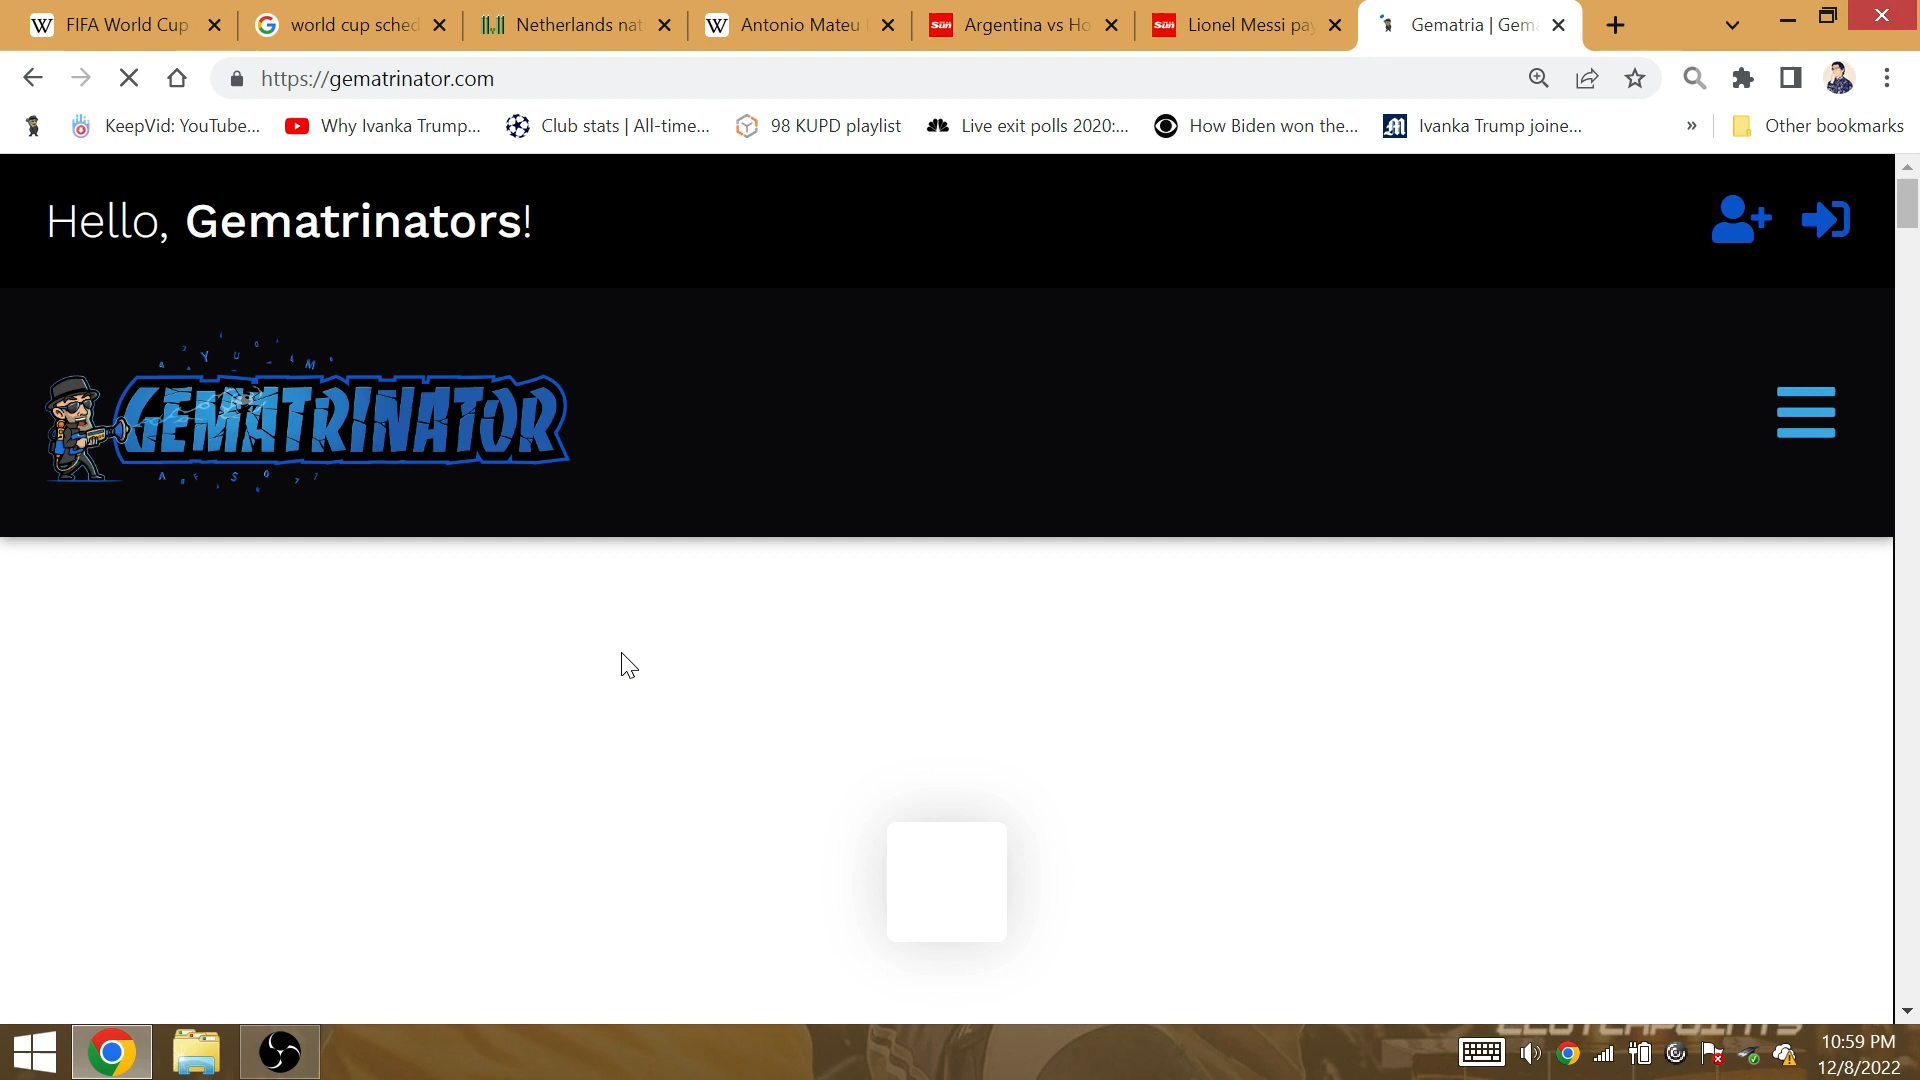 FIFA World Cup
world cup sched
Netherlands nat
Antonio Mateu
Argentina vs Ho
Lionel Messi pay
Gematria | Gem
https://gematrinator.com
KeepVid: YouTube...
Why Ivanka Trump...
Club stats | All-time...
98 KUPD playlist
Live exit polls 2020:...
How Biden won the...
Ivanka Trump joine...
»
Other bookmarks
Hello, Gematrinators!
GEMATRINATOR
10:59 PM
12/8/2022